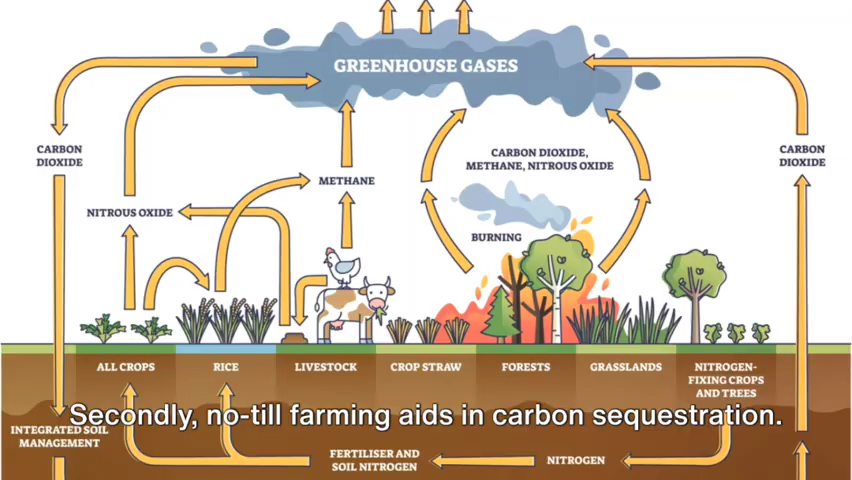 GREENHOUSE GASES
CARBON
DIOXIDE
CARBON DIOXIDE,
METHANE, NITROUS OXIDE
CARBON
DIOXIDE
METHANE
NITROUS OXIDE
BURNING
ALL CROPS
RICE
LIVESTOCK
CROP STRAW
FORESTS
GRASSLANDS
NITROGEN-
FIXING CROPS
AND TREES
Secondly, no-till farming aids in carbon sequestration.
INTEGRATED SOIL
MANAGEMENT
FERTILISER AND
SOIL NITROGEN
NITROGEN